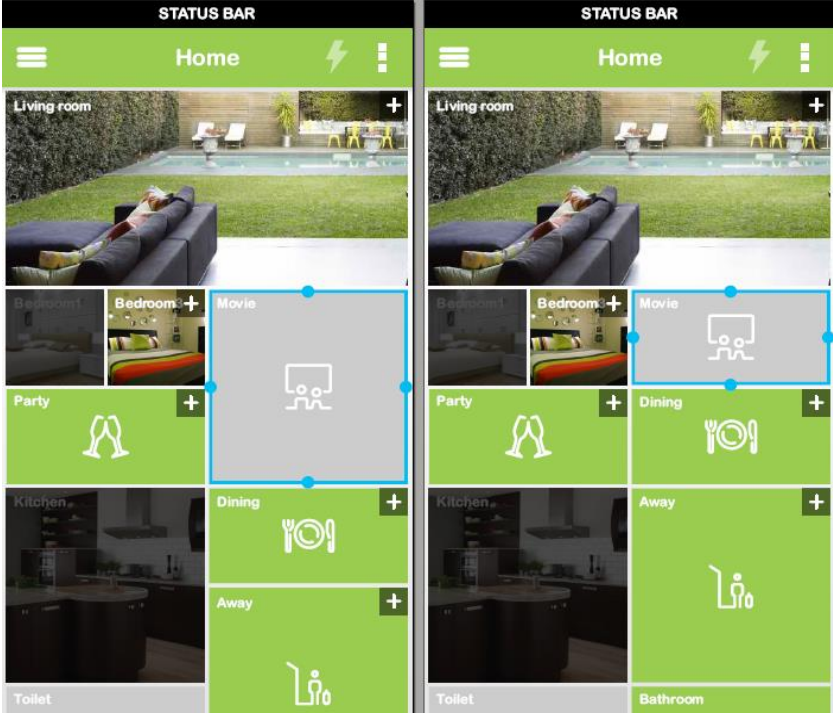 STATUS BAR
Home
Living room
Bedroom1
Bedroom3
Movie
Party
Kitchen
Dining
Away
Toilet
STATUS BAR
Home
Living room
Bedroom1
Bedroom3
Movie
Party
Dining
Kitchen
Away
Toilet
Bathroom